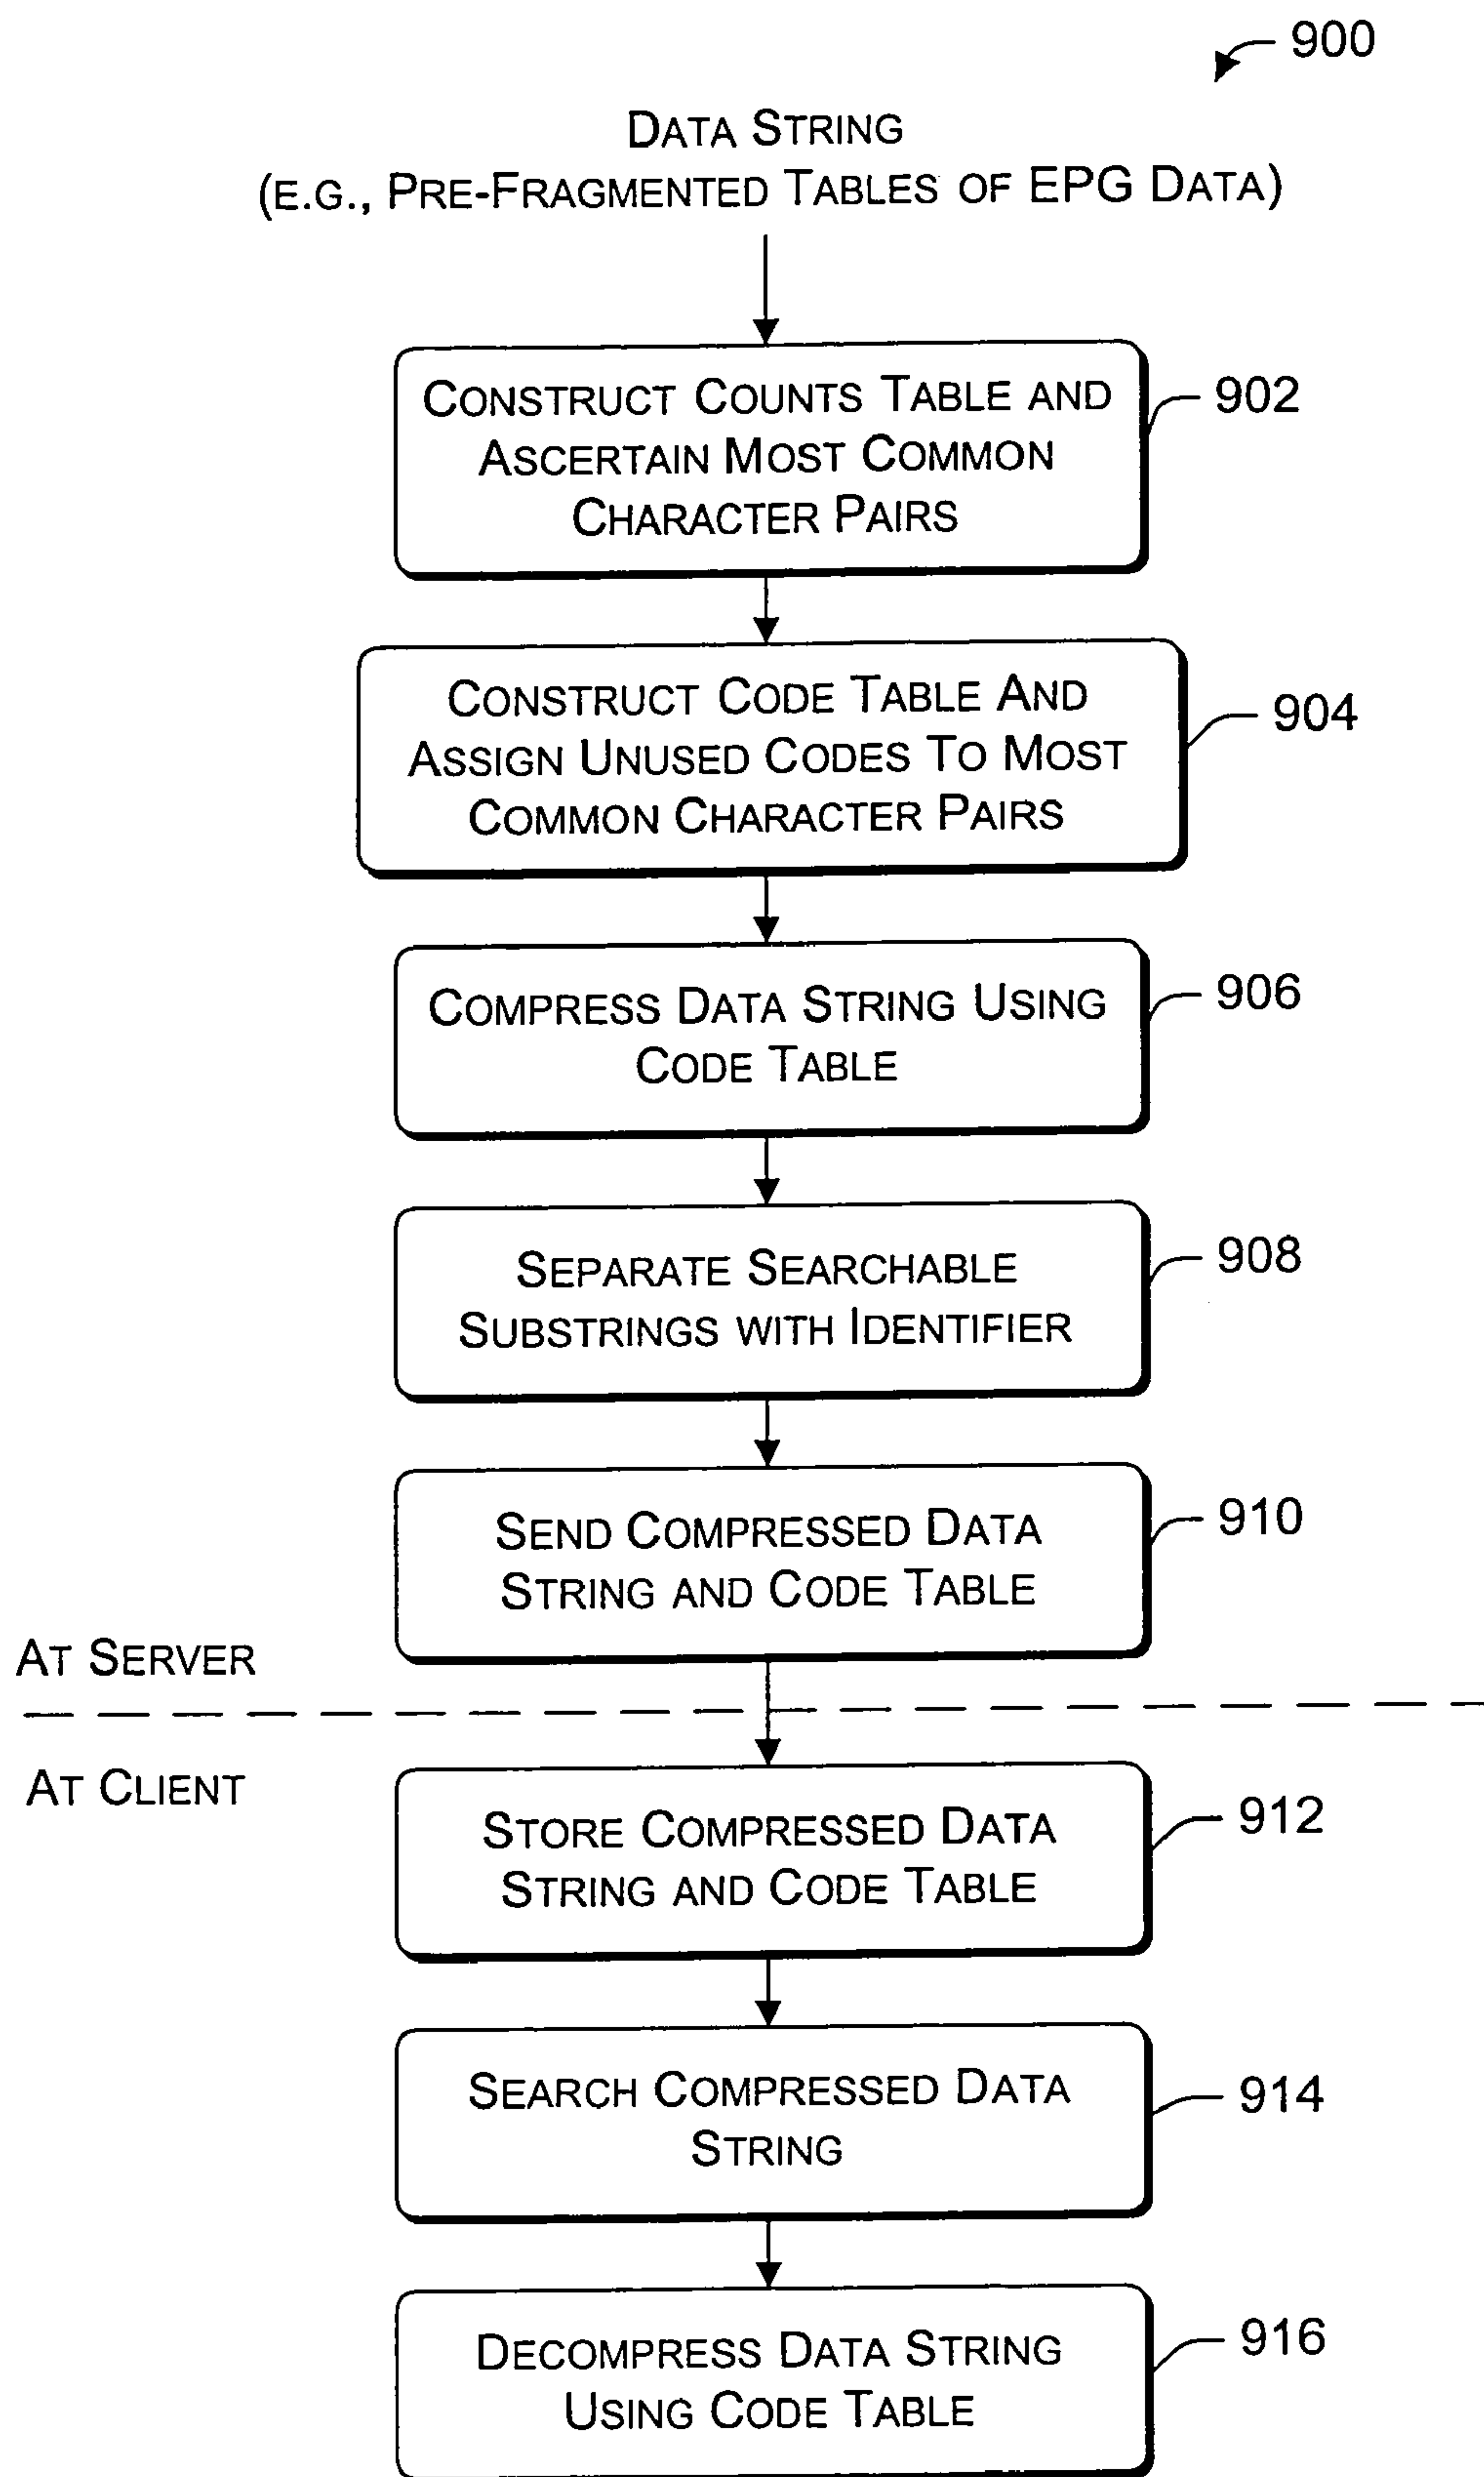 900
DATA STRING
(E.G., PRE-FRAGMENTED TABLES OF EPG DATA)
CONSTRUCT COUNTS TABLE AND
ASCERTAIN MOST COMMON
CHARACTER PAIRS
902
CONSTRUCT CODE TABLE AND
ASSIGN UNUSED CODES TO MOST
COMMON CHARACTER PAIRS
904
COMPRESS DATA STRING USING
CODE TABLE
906
SEPARATE SEARCHABLE
SUBSTRINGS WITH IDENTIFIER
908
SEND COMPRESSED DATA
STRING AND CODE TABLE
910
AT SERVER
AT CLIENT
STORE COMPRESSED DATA
STRING AND CODE TABLE
912
SEARCH COMPRESSED DATA
STRING
914
DECOMPRESS DATA STRING
USING CODE TABLE
916